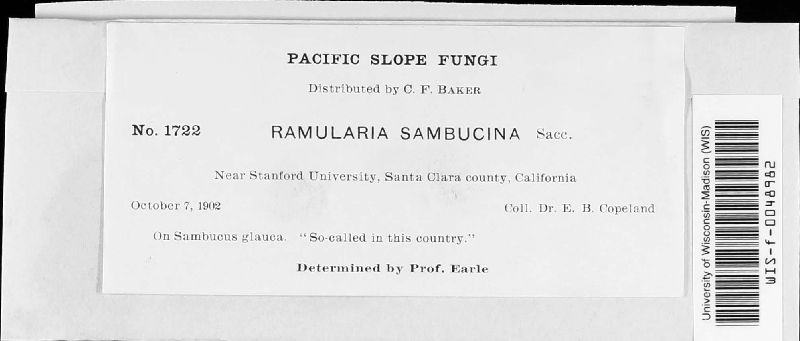 PACIFIC SLOPE FUNGI
Distributed by C. F. BAKER
No. 1722 RAMULARIA SAMBUCINA Sacc.
Near Stanford University, Santa Clara county, California
October 7, 1902 Coll. Dr. E. B. Copeland
On Sambucus glauca. "So-called in this country."
Determined by Prof. Earle
University of Wisconsin-Madison (WIS)
WIS-f-0048982